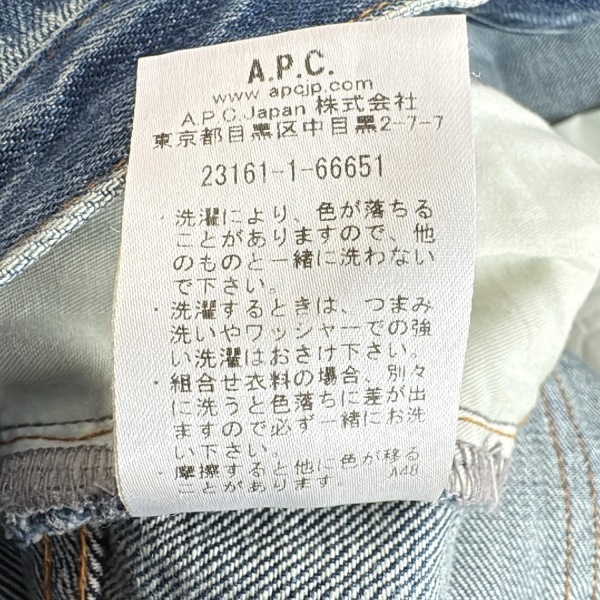 A.P.C.
www.apcjp.com
A.P.C.Japan 株式会社
東京都目黒区中目黒2-7-7
23161-1-66651
・洗濯により、色が落ちる
ことがありますので、他
のものと一緒に洗わない
で下さい。
・洗濯するときは、つまみ
洗いやワッシャーでの強
い洗濯はおさけ下さい。
・組合せ衣料の場合、別々
に洗うと色落ちに差が出
ますので必ず一緒にお洗
い下さい。
・摩擦すると他に色が移る
ことがあります。 A48